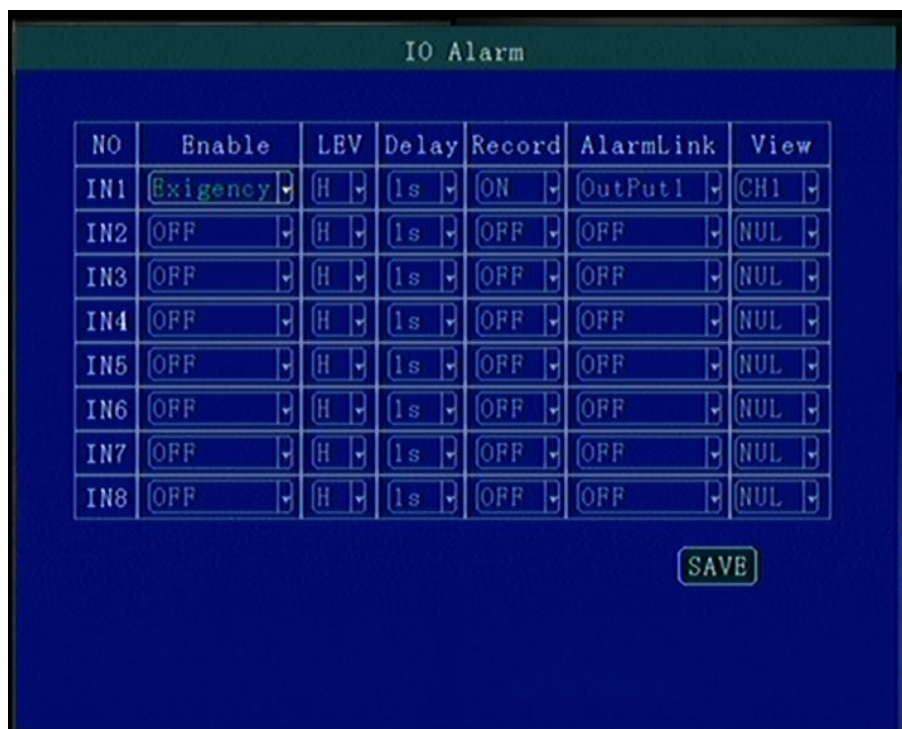 IO Alarm
NO Enable LEV Delay Record AlarmLink View
IN1 Exigency H 1s ON OutPut1 CH1
IN2 OFF H 1s OFF OFF NUL
IN3 OFF H 1s OFF OFF NUL
IN4 OFF H 1s OFF OFF NUL
IN5 OFF H 1s OFF OFF NUL
IN6 OFF H 1s OFF OFF NUL
IN7 OFF H 1s OFF OFF NUL
IN8 OFF H 1s OFF OFF NUL
SAVE